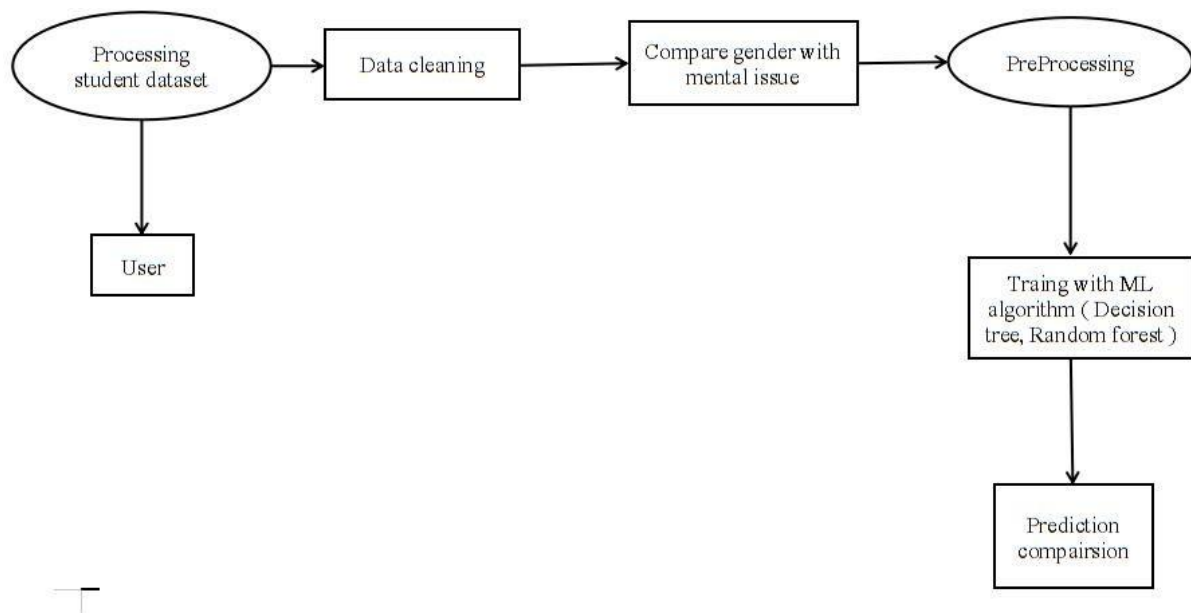 Processing
student dataset
Data cleaning
Compare gender with
mental issue
PreProcessing
User
Traing with ML
algorithm ( Decision
tree, Random forest )
Prediction
compairsion